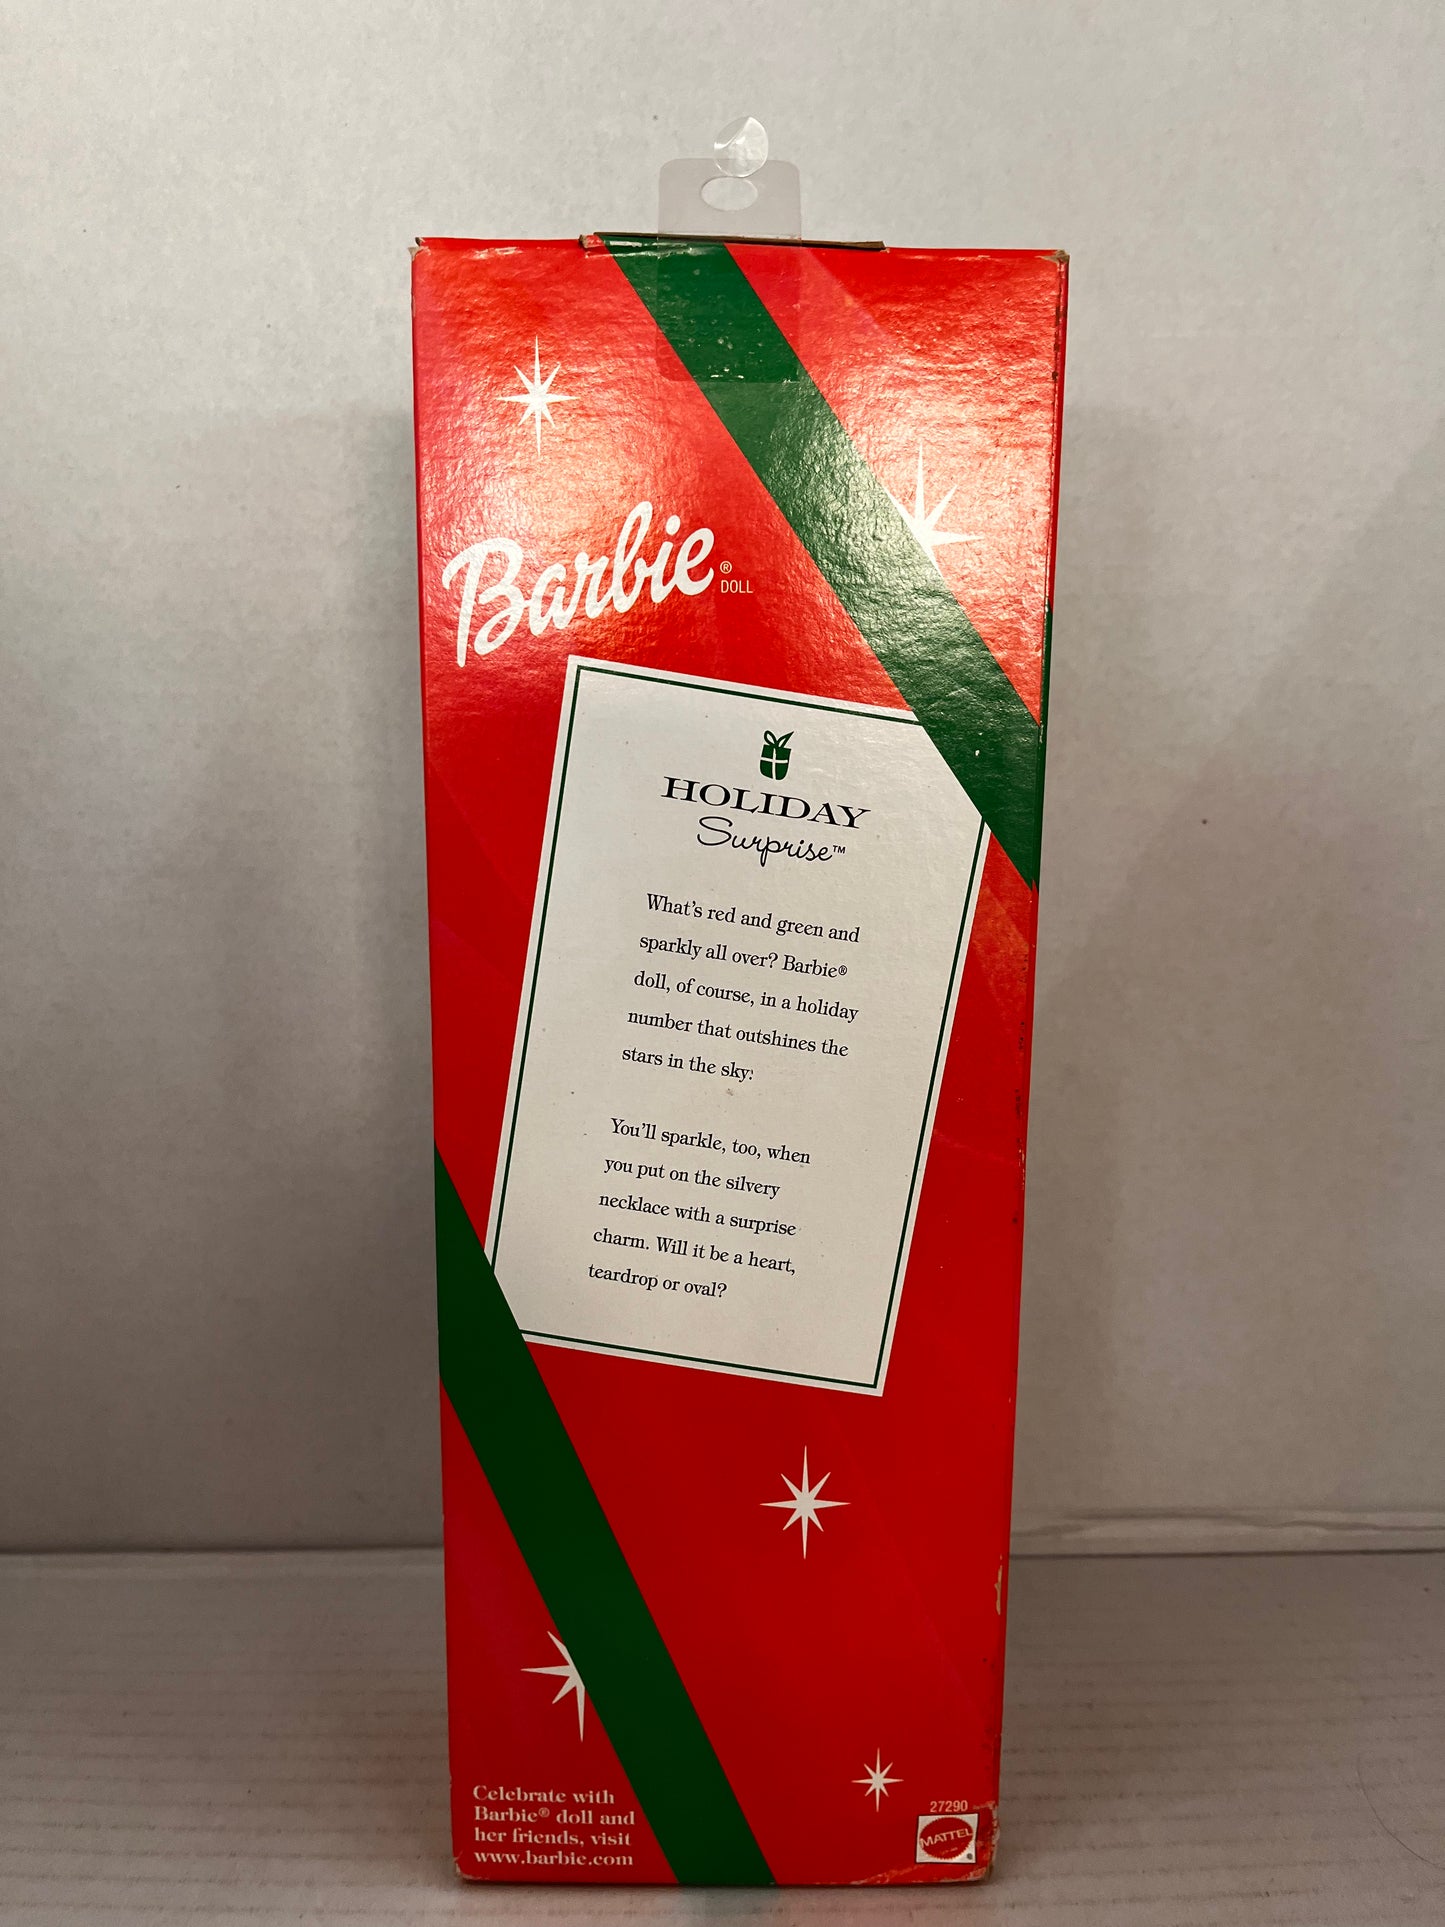 Barbie® DOLL
HOLIDAY
Surprise™
What's red and green and
sparkly all over? Barbie®
doll, of course, in a holiday
number that outshines the
stars in the sky!
You'll sparkle, too, when
you put on the silvery
necklace with a surprise
charm. Will it be a heart,
teardrop or oval?
Celebrate with
Barbie® doll and
her friends, visit
www.barbie.com
27290
MATTEL